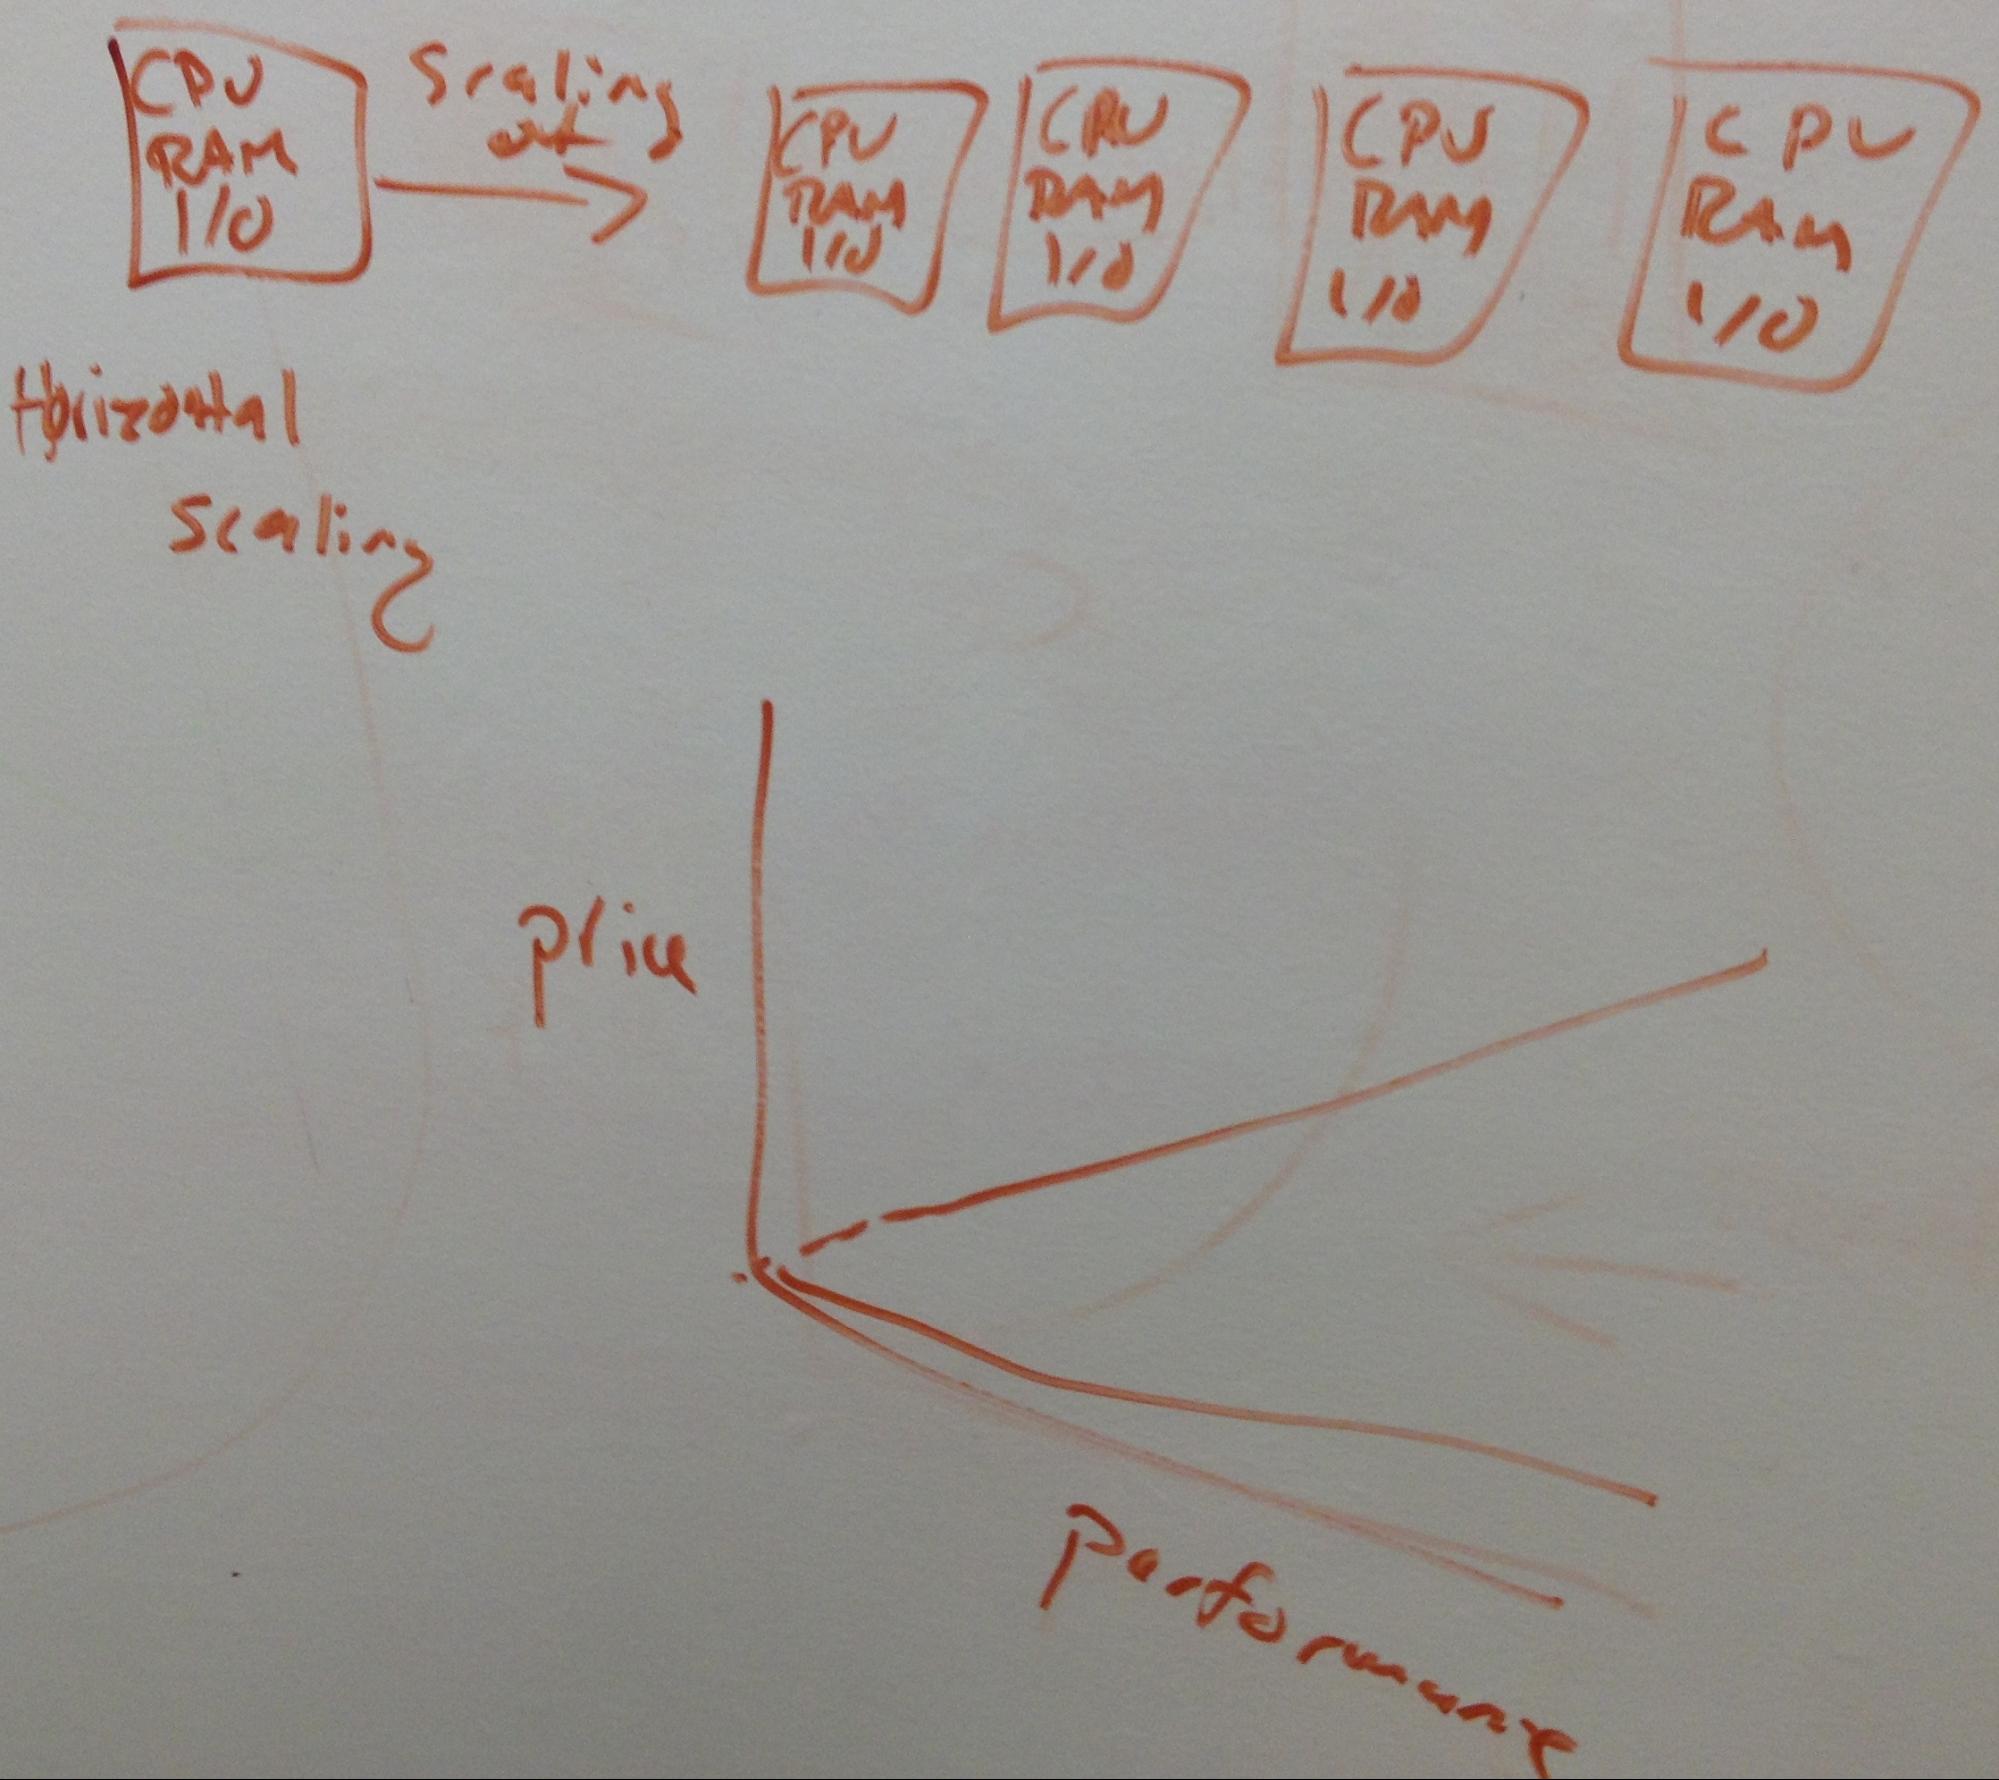 CPU
RAM
I/O
Scaling
out
CPU
RAM
I/O
CPU
RAM
I/O
CPU
RAM
I/O
CPU
RAM
I/O
Horizontal
scaling
price
performance